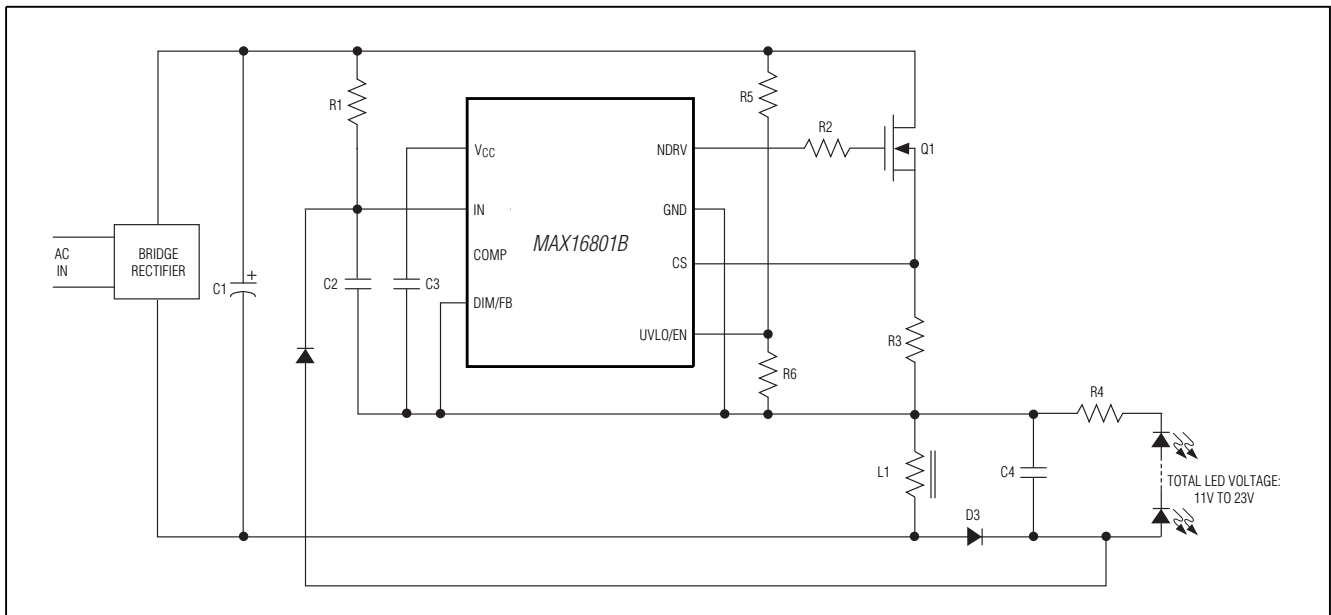 R1
R5
R2
Q1
VCC
NDRV
IN
GND
MAX16801B
COMP
CS
AC
IN
BRIDGE
RECTIFIER
+
C1
C2
C3
DIM/FB
UVLO/EN
R3
R6
R4
L1
C4
TOTAL LED VOLTAGE:
11V TO 23V
D3